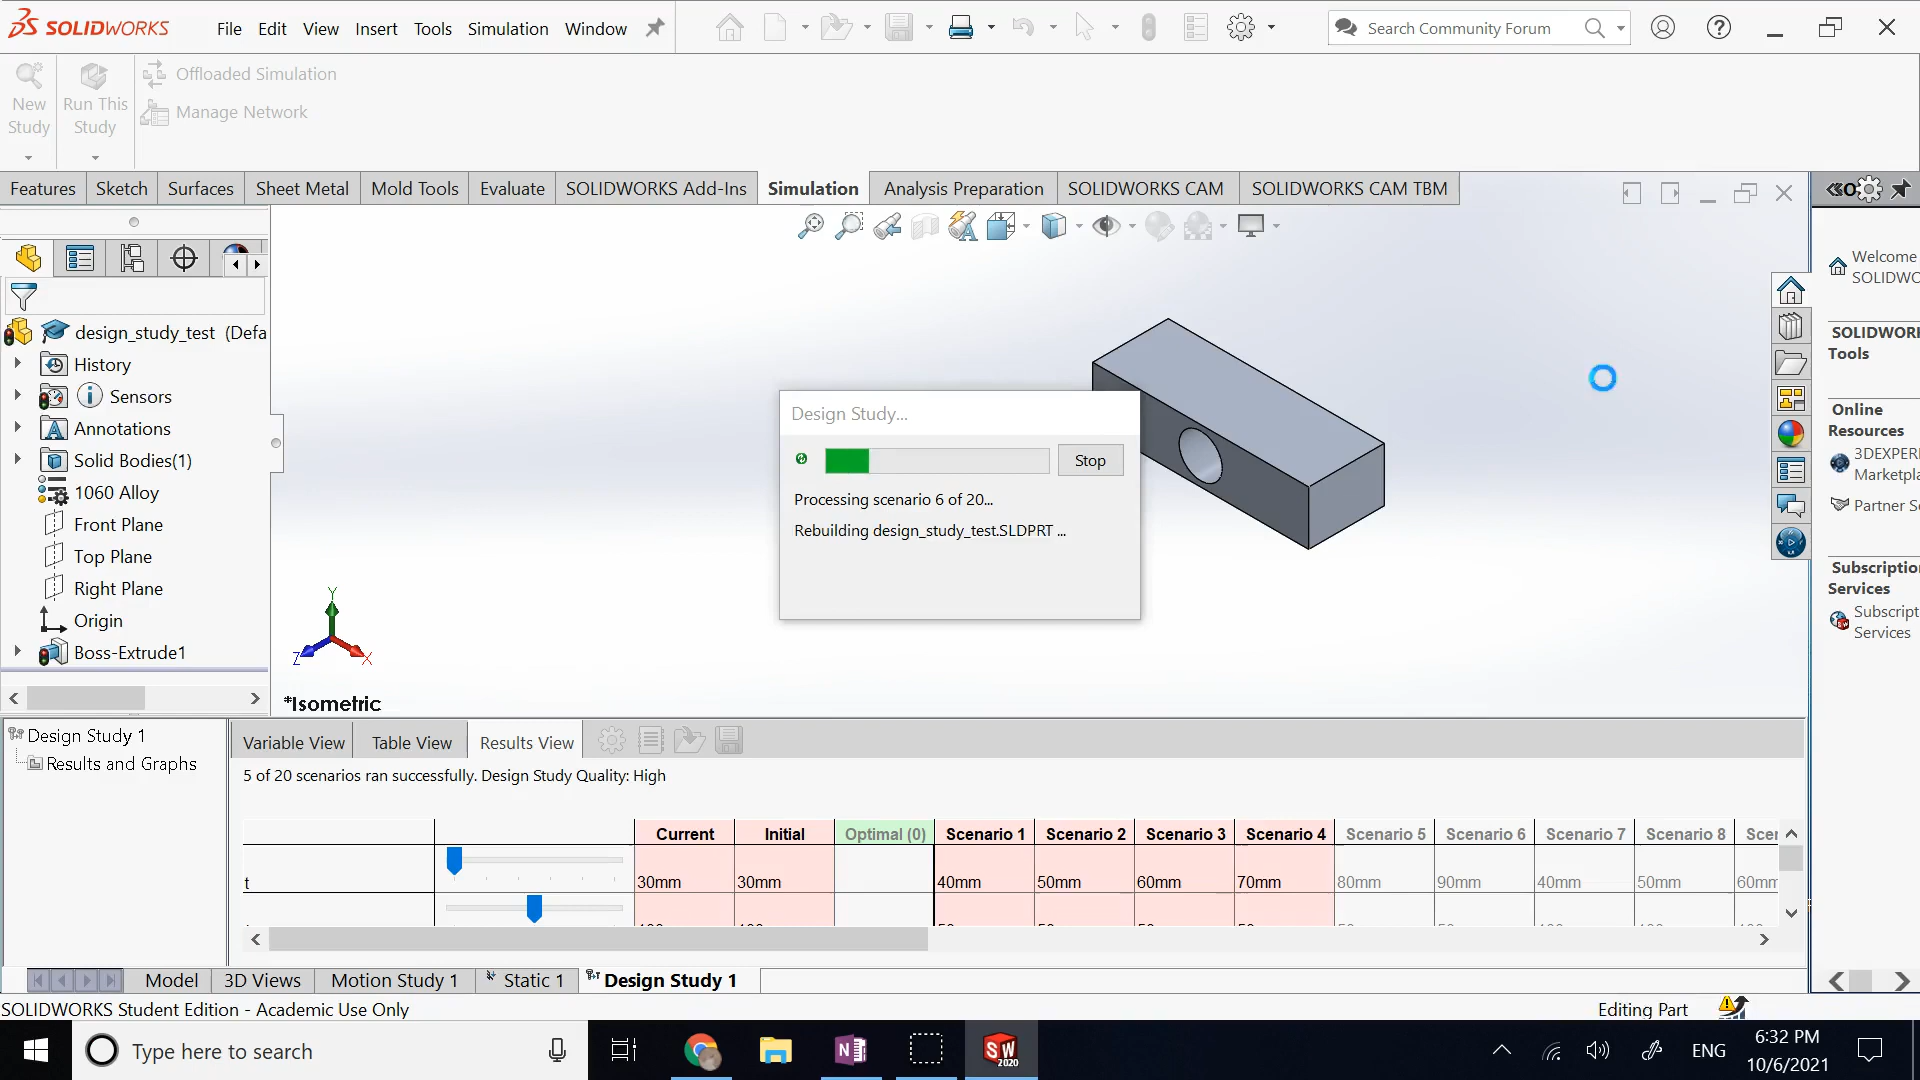 SOLIDWORKS File Edit View Insert Tools Simulation Window Search Community Forum
New Study
Run This Study
Offloaded Simulation
Manage Network
Features Sketch Surfaces Sheet Metal Mold Tools Evaluate SOLIDWORKS Add-Ins Simulation Analysis Preparation SOLIDWORKS CAM SOLIDWORKS CAM TBM
design_study_test (Defa
History
Sensors
Annotations
Solid Bodies(1)
1060 Alloy
Front Plane
Top Plane
Right Plane
Origin
Boss-Extrude1
Design Study...
Stop
Processing scenario 6 of 20...
Rebuilding design_study_test.SLDPRT ...
Y
Z
X
*Isometric
Welcome
SOLIDWO
SOLIDWORI
Tools
Online
Resources
3DEXPERI
Marketpla
Partner So
Subscription
Services
Subscript
Services
Design Study 1
Results and Graphs
Variable View Table View Results View
5 of 20 scenarios ran successfully. Design Study Quality: High
Current Initial Optimal (0) Scenario 1 Scenario 2 Scenario 3 Scenario 4 Scenario 5 Scenario 6 Scenario 7 Scenario 8 Scer
t 30mm 30mm 40mm 50mm 60mm 70mm 80mm 90mm 40mm 50mm 60mm
Model 3D Views Motion Study 1 Static 1 Design Study 1
SOLIDWORKS Student Edition - Academic Use Only
Editing Part
Type here to search
N
SW
2020
ENG
6:32 PM
10/6/2021